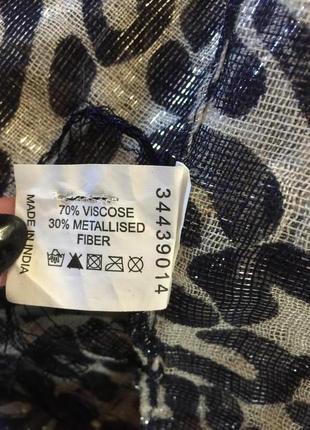 70% VISCOSE
30% METALLISED
FIBER
MADE IN INDIA
34439014